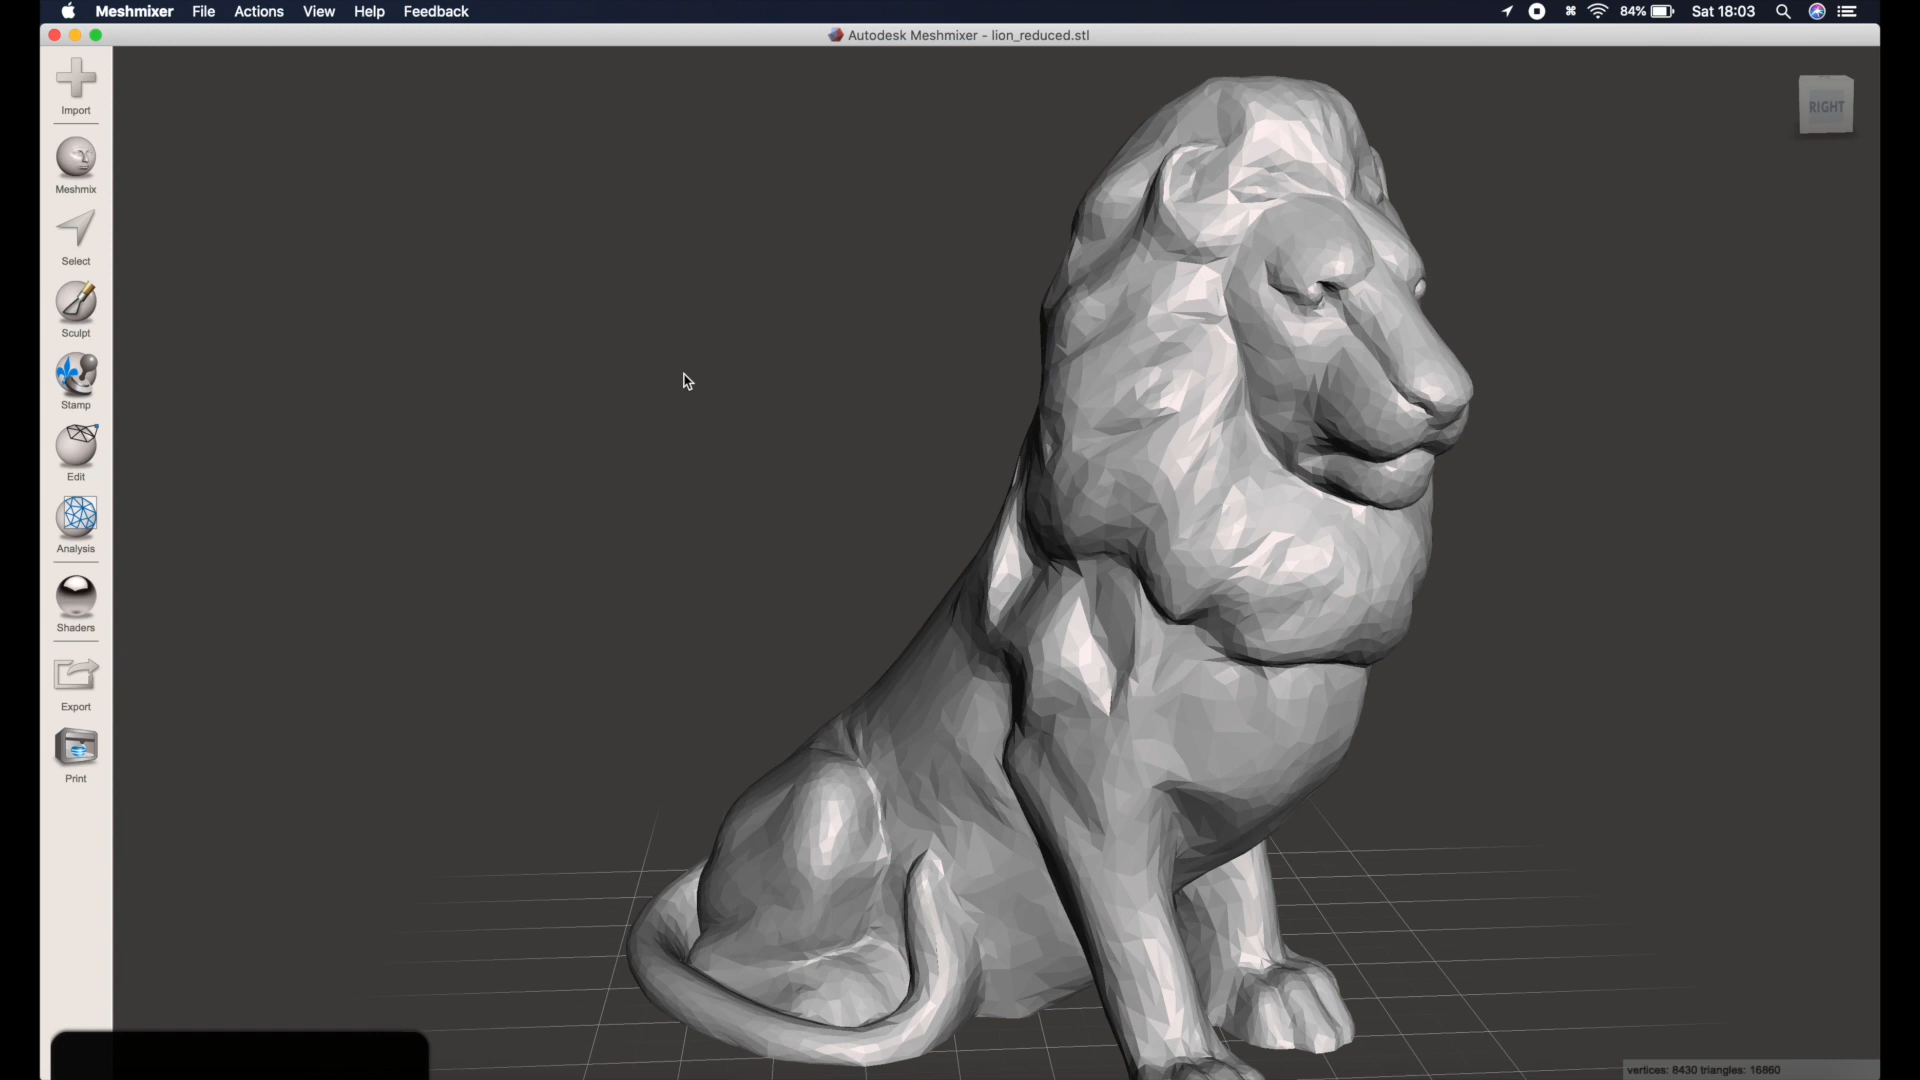 Meshmixer File Actions View Help Feedback
84% Sat 18:03
Autodesk Meshmixer - lion_reduced.stl
Import
Meshmix
Select
Sculpt
Stamp
Edit
Analysis
Shaders
Export
Print
RIGHT
vertices: 8430 triangles: 16860